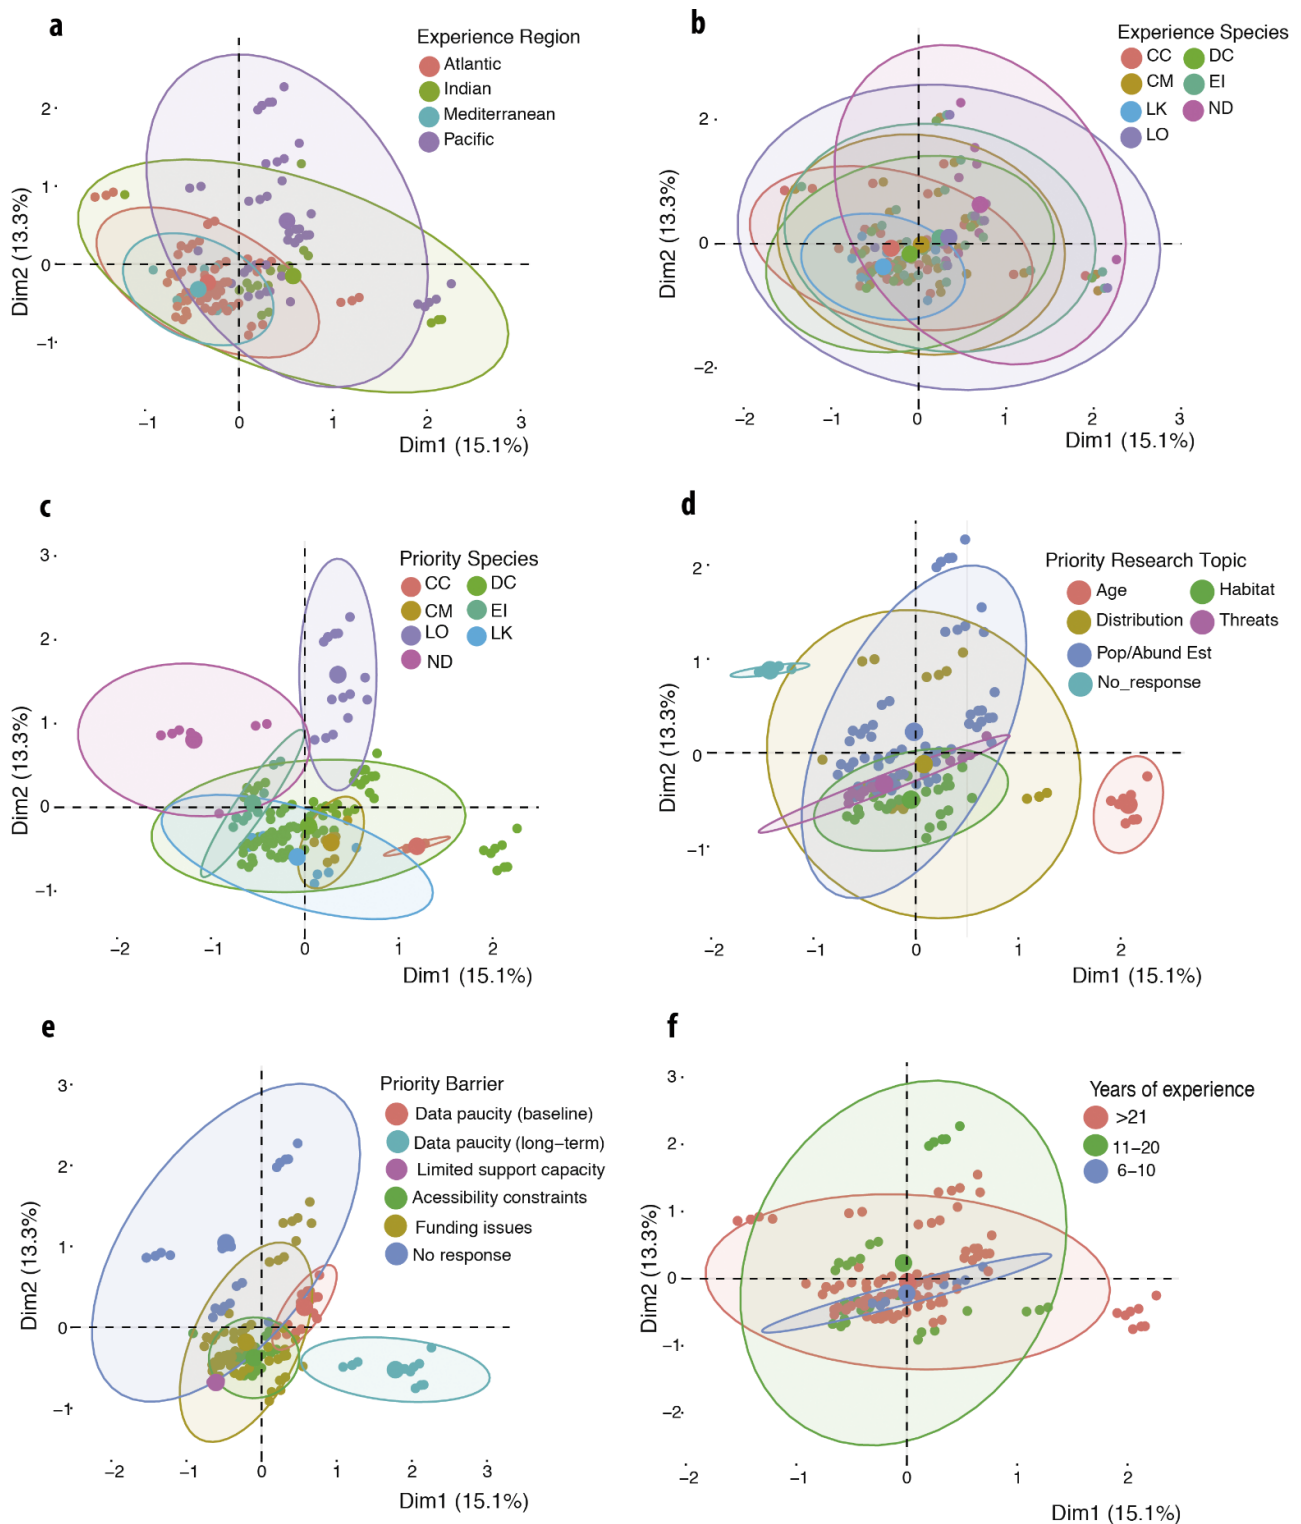 a
Experience Region
Atlantic
Indian
Mediterranean
Pacific
Dim2 (13.3%)
2
1
0
−1
−1 0 1 2 3
Dim1 (15.1%)
b
Experience Species
CC DC
CM EI
LK ND
LO
Dim2 (13.3%)
2
0
−2
−2 −1 0 1 2 3
Dim1 (15.1%)
c
Priority Species
CC DC
CM EI
LO LK
ND
Dim2 (13.3%)
3
2
1
0
−1
−2 −1 0 1 2
Dim1 (15.1%)
d
Priority Research Topic
Age Habitat
Distribution Threats
Pop/Abund Est
No_response
Dim2 (13.3%)
2
1
0
−1
−2 −1 0 1 2
Dim1 (15.1%)
e
Priority Barrier
Data paucity (baseline)
Data paucity (long−term)
Limited support capacity
Acessibility constraints
Funding issues
No response
Dim2 (13.3%)
3
2
1
0
−1
−2 −1 0 1 2 3
Dim1 (15.1%)
f
Years of experience
>21
11−20
6−10
Dim2 (13.3%)
3
2
1
0
−1
−2
−2 −1 0 1 2
Dim1 (15.1%)